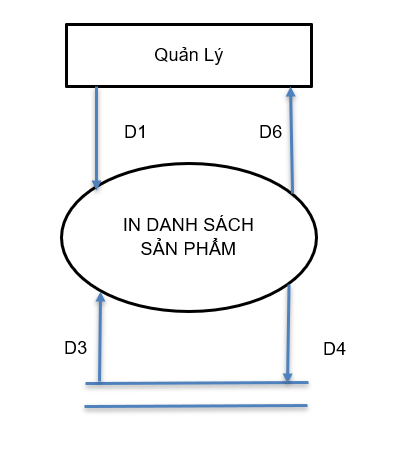 Quản Lý
D1
D6
IN DANH SÁCH
SẢN PHẨM
D3
D4